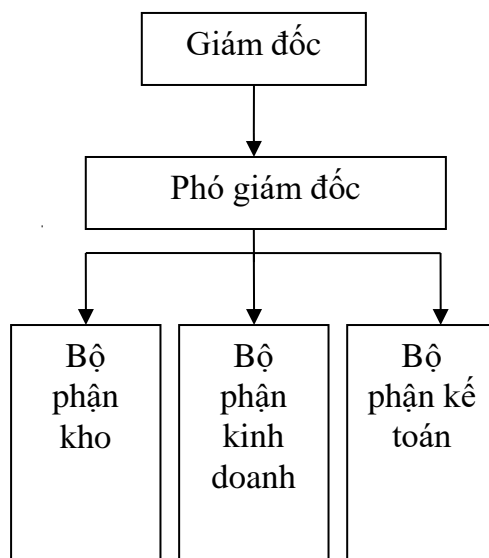 Giám đốc
Phó giám đốc
Bộ
phận
kho
Bộ
phận
kinh
doanh
Bộ
phận kế
toán